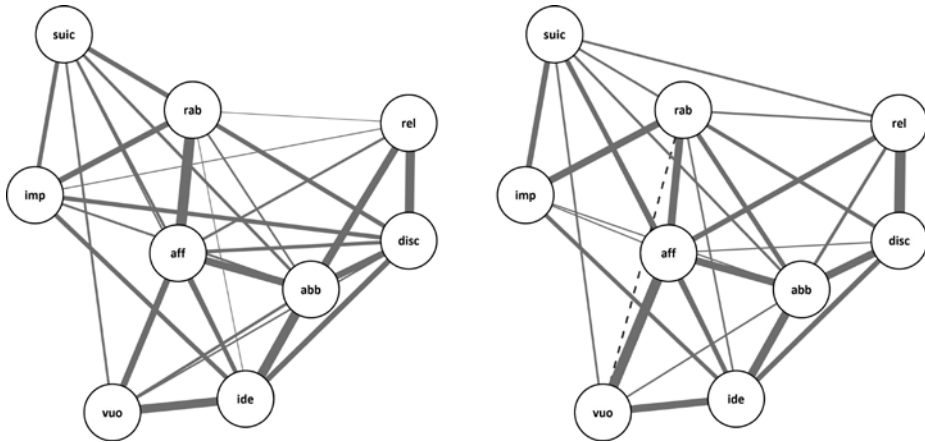 suic
rab
rel
imp
aff
disc
abb
vuo
ide
suic
rab
rel
imp
aff
disc
abb
vuo
ide